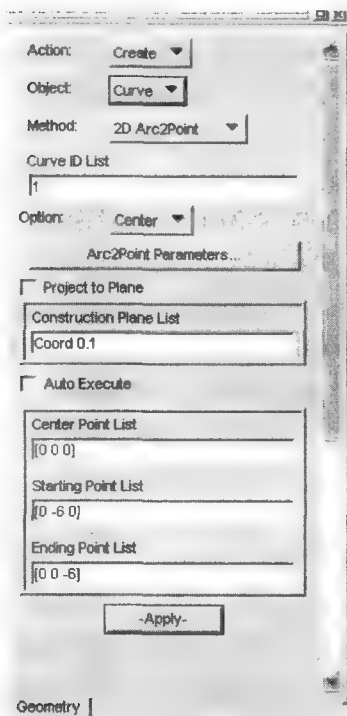 Action: Create
Object: Curve
Method: 2D Arc2Point
Curve ID List
1
Option: Center
Arc2Point Parameters...
Project to Plane
Construction Plane List
Coord 0.1
Auto Execute
Center Point List
[0 0 0]
Starting Point List
[0 -6 0]
Ending Point List
[0 0 -6]
-Apply-
Geometry